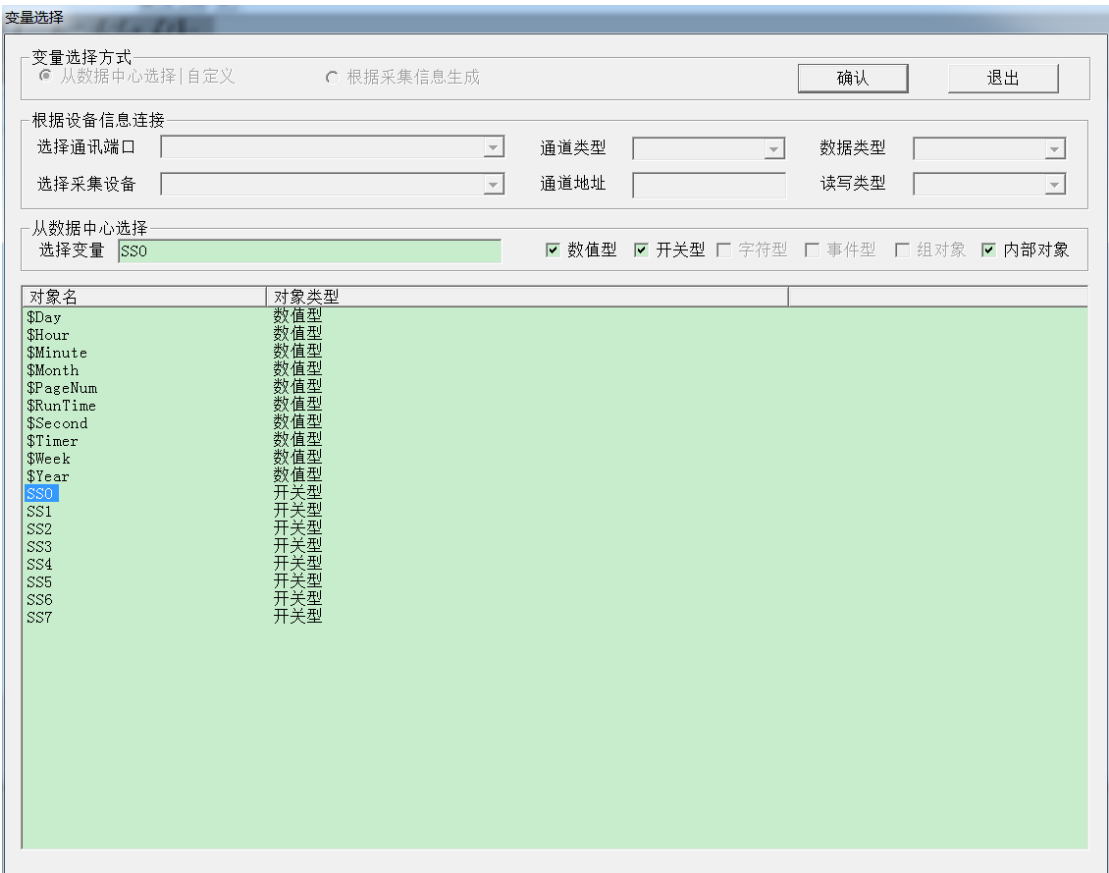 变量选择
变量选择方式
从数据中心选择|自定义 根据采集信息生成 确认 退出
根据设备信息连接
选择通讯端口 通道类型 数据类型
选择采集设备 通道地址 读写类型
从数据中心选择
选择变量 SS0 数值型 开关型 字符型 事件型 组对象 内部对象
对象名 对象类型
$Day 数值型
$Hour 数值型
$Minute 数值型
$Month 数值型
$PageNum 数值型
$RunTime 数值型
$Second 数值型
$Timer 数值型
$Week 数值型
$Year 数值型
SS0 开关型
SS1 开关型
SS2 开关型
SS3 开关型
SS4 开关型
SS5 开关型
SS6 开关型
SS7 开关型